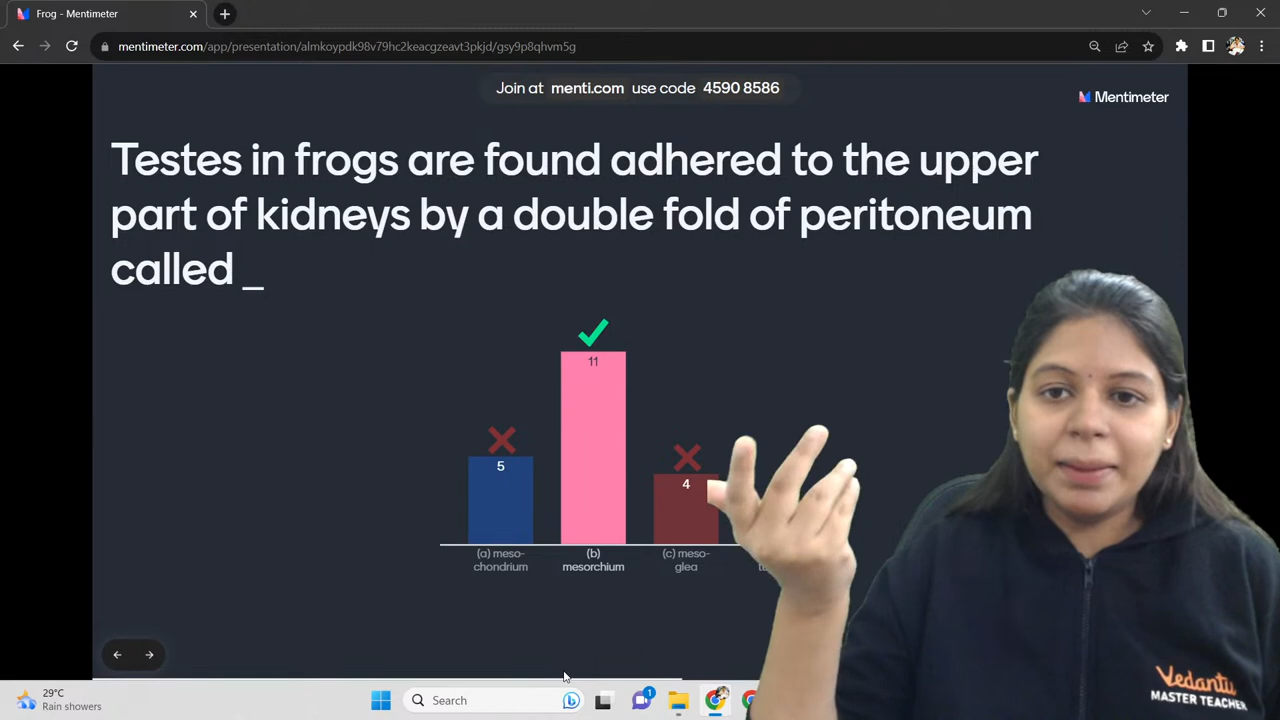 Frog - Mentimeter
mentimeter.com/app/presentation/almkoypdk98v79hc2keacgzeavt3pkjd/gsy9p8qhvm5g
Join at menti.com use code 4590 8586
Mentimeter
Testes in frogs are found adhered to the upper
part of kidneys by a double fold of peritoneum
called _
11
5
4
(a) meso-
chondrium
(b)
mesorchium
(c) meso-
glea
Vedantu
MASTER TEACHER
29°C
Rain showers
Search
1